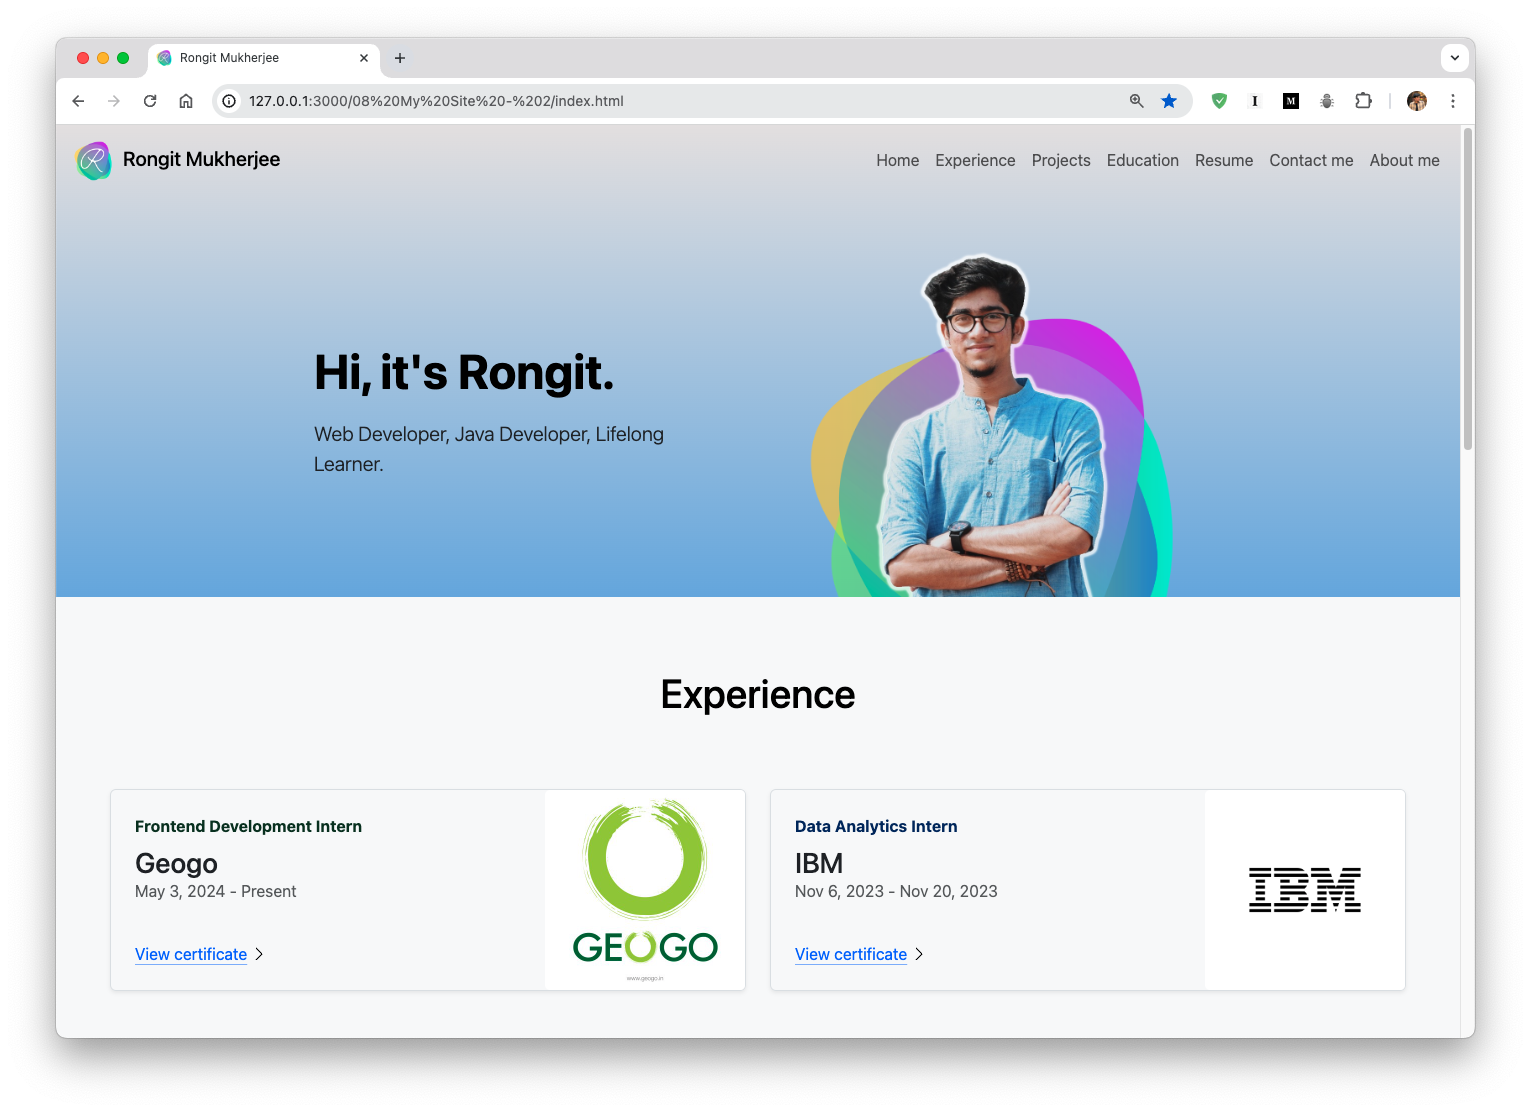 Rongit Mukherjee
127.0.0.1:3000/08%20My%20Site%20-%202/index.html
I
M
R Rongit Mukherjee
Home Experience Projects Education Resume Contact me About me
Hi, it's Rongit.
Web Developer, Java Developer, Lifelong
Learner.
Experience
Frontend Development Intern
Geogo
May 3, 2024 - Present
View certificate
GEOGO
www.geogo.in
Data Analytics Intern
IBM
Nov 6, 2023 - Nov 20, 2023
View certificate
IBM